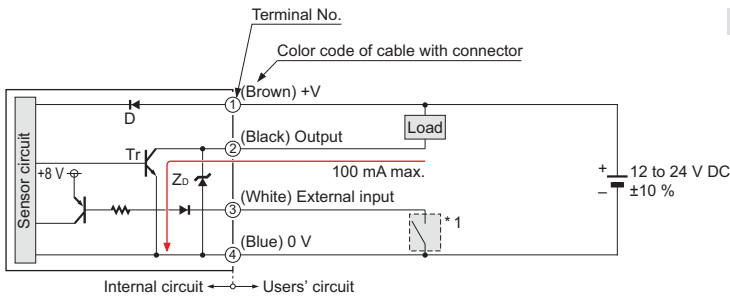 Terminal No.
Color code of cable with connector
(Brown) +V
1
D
Load
(Black) Output
2
Tr
Sensor circuit
+8 V
ZD
100 mA max.
+ 12 to 24 V DC
– ±10 %
(White) External input
3
* 1
(Blue) 0 V
4
Internal circuit
Users' circuit